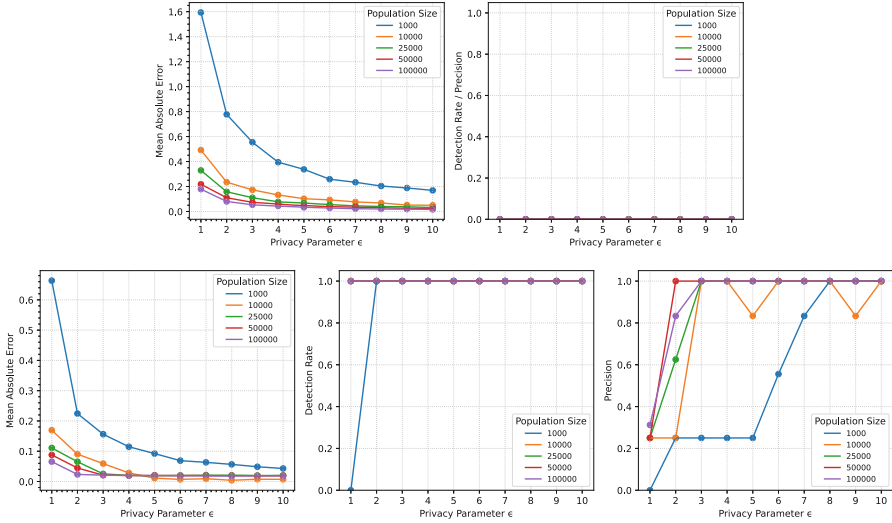 Mean Absolute Error
1.6
1.4
1.2
1.0
0.8
0.6
0.4
0.2
0.0
Population Size
1000
10000
25000
50000
100000
1 2 3 4 5 6 7 8 9 10
Privacy Parameter ϵ
Detection Rate / Precision
1.0
0.8
0.6
0.4
0.2
0.0
Population Size
1000
10000
25000
50000
100000
1 2 3 4 5 6 7 8 9 10
Privacy Parameter ϵ
Mean Absolute Error
0.6
0.5
0.4
0.3
0.2
0.1
0.0
Population Size
1000
10000
25000
50000
100000
1 2 3 4 5 6 7 8 9 10
Privacy Parameter ϵ
Detection Rate
1.0
0.8
0.6
0.4
0.2
0.0
Population Size
1000
10000
25000
50000
100000
1 2 3 4 5 6 7 8 9 10
Privacy Parameter ϵ
Precision
1.0
0.8
0.6
0.4
0.2
0.0
Population Size
1000
10000
25000
50000
100000
1 2 3 4 5 6 7 8 9 10
Privacy Parameter ϵ